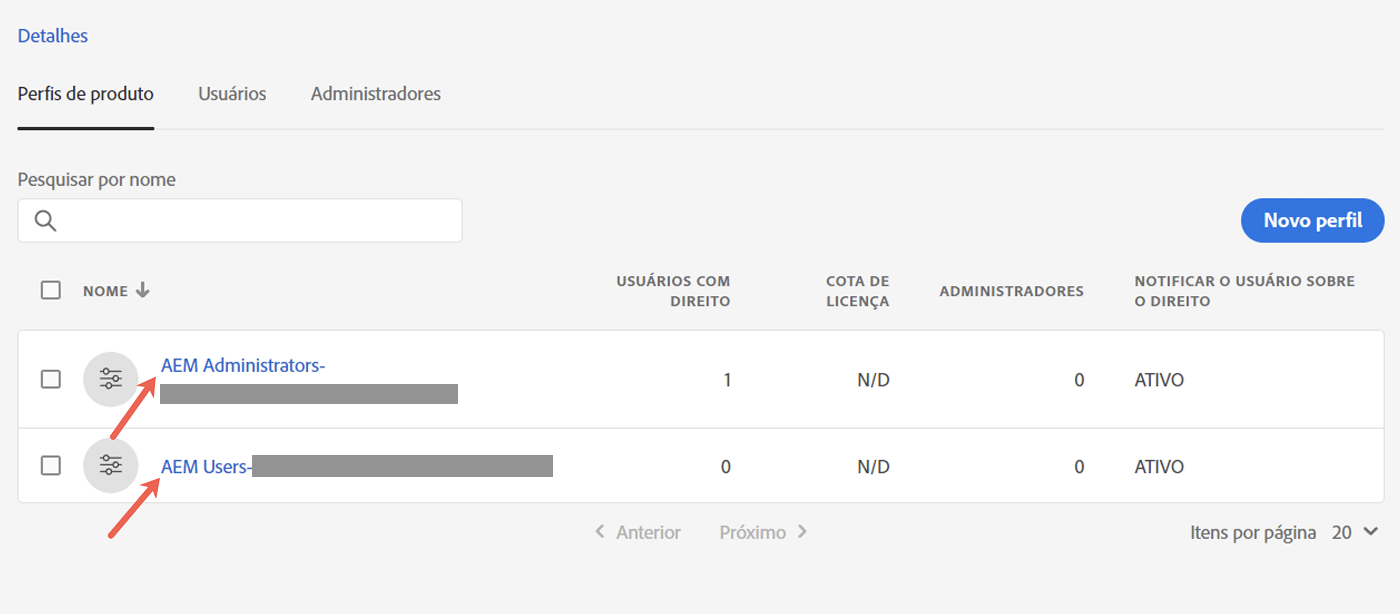 Detalhes
Perfis de produto Usuários Administradores
Pesquisar por nome
Novo perfil
NOME USUÁRIOS COM DIREITO COTA DE LICENÇA ADMINISTRADORES NOTIFICAR O USUÁRIO SOBRE O DIREITO
AEM Administrators-
1 N/D 0 ATIVO
AEM Users- 0 N/D 0 ATIVO
Anterior Próximo Itens por página 20